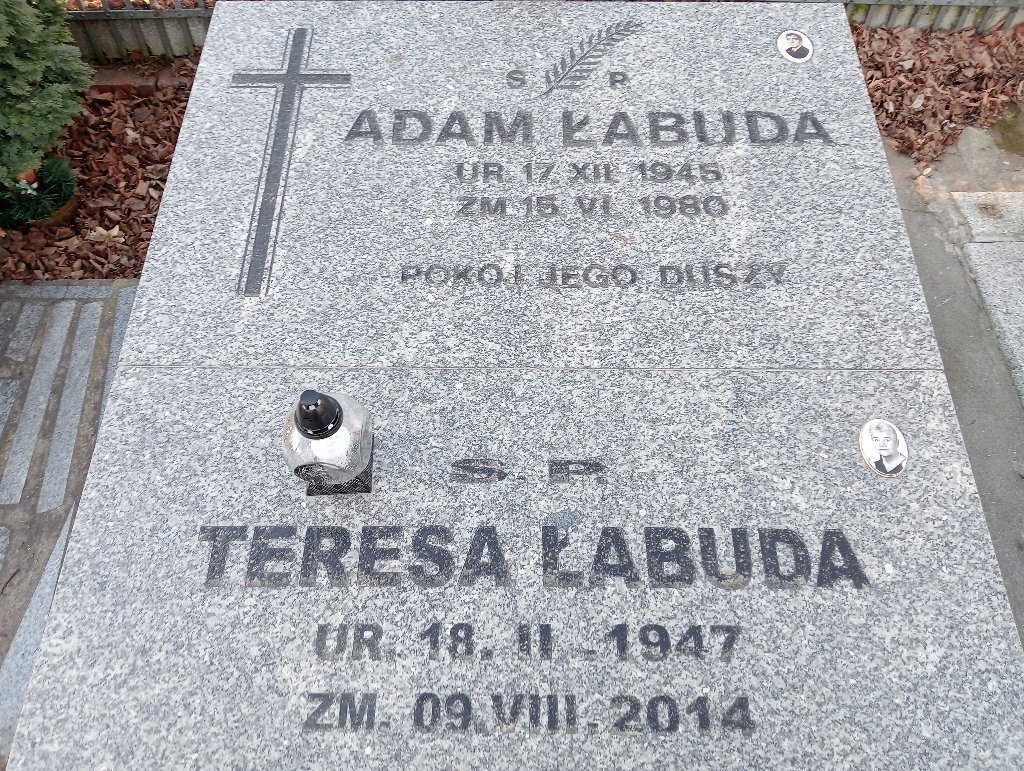 S P
ADAM ŁABUDA
UR. 17. XII. 1945
ZM. 15. VI. 1980
POKÓJ JEGO DUSZY
S.P.
TERESA ŁABUDA
UR. 18. II .1947
ZM. 09.VIII.2014